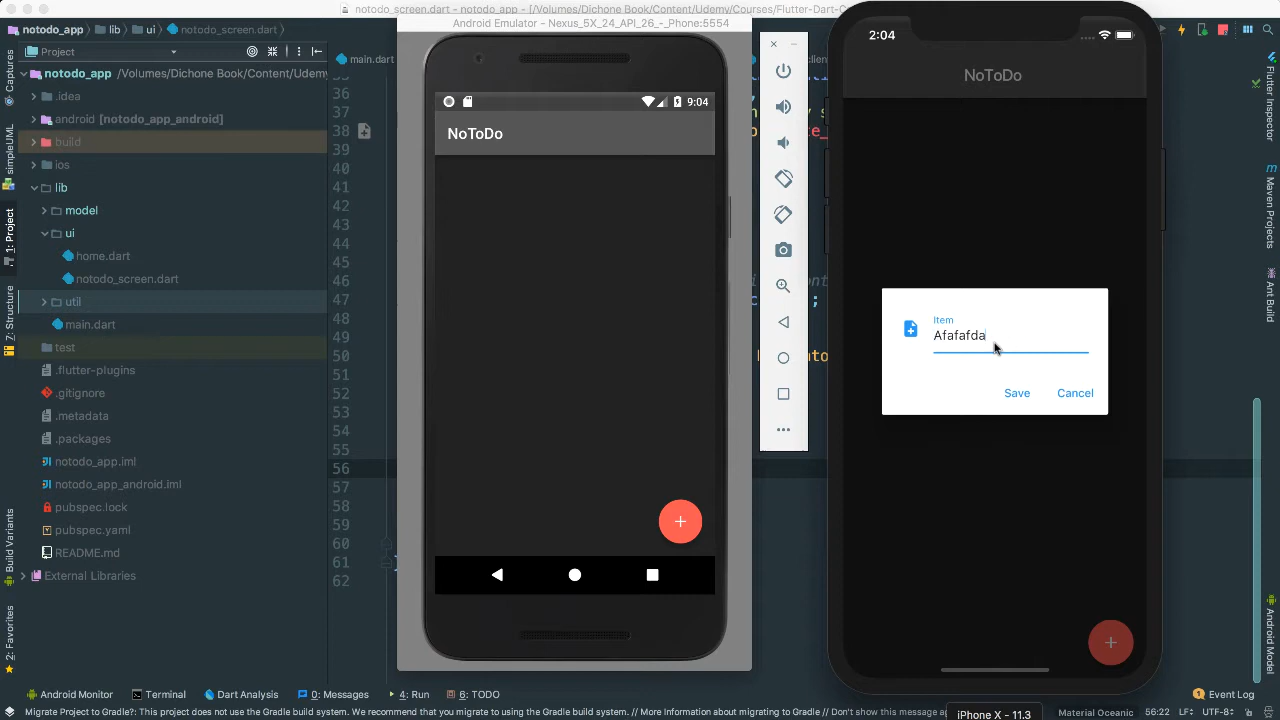 notodo_screen.dart - notodo_app - [/Volumes/Dichone Book/Content/Udemy/Courses/Flutter-Dart-C
Android Emulator - Nexus_5X_24_API_26_-_Phone:5554
notodo_app
lib
ui
notodo_screen.dart
Project
main.dart
client
notodo_app /Volumes/Dichone Book/Content/Udemy
.idea
android [notodo_app_android]
build
ios
lib
model
ui
home.dart
notodo_screen.dart
util
main.dart
test
.flutter-plugins
.gitignore
.metadata
.packages
notodo_app.iml
notodo_app_android.iml
pubspec.lock
pubspec.yaml
README.md
External Libraries
Captures
simpleUML
1: Project
7: Structure
Build Variants
2: Favorites
36
37
38
39
40
41
42
43
44
45
46
47
48
49
50
51
52
53
54
55
56
57
58
59
60
61
62
9:04
NoToDo
2:04
NoToDo
Item
Afafafda
Save
Cancel
Flutter Inspector
Maven Projects
Ant Build
Android Model
Android Monitor
Terminal
Dart Analysis
0: Messages
4: Run
6: TODO
1 Event Log
Migrate Project to Gradle?: This project does not use the Gradle build system. We recommend that you migrate to using the Gradle build system. // More Information about migrating to Gradle // Don't show this message ag
iPhone X - 11.3
Material Oceanic
56:22
LF÷
UTF-8÷